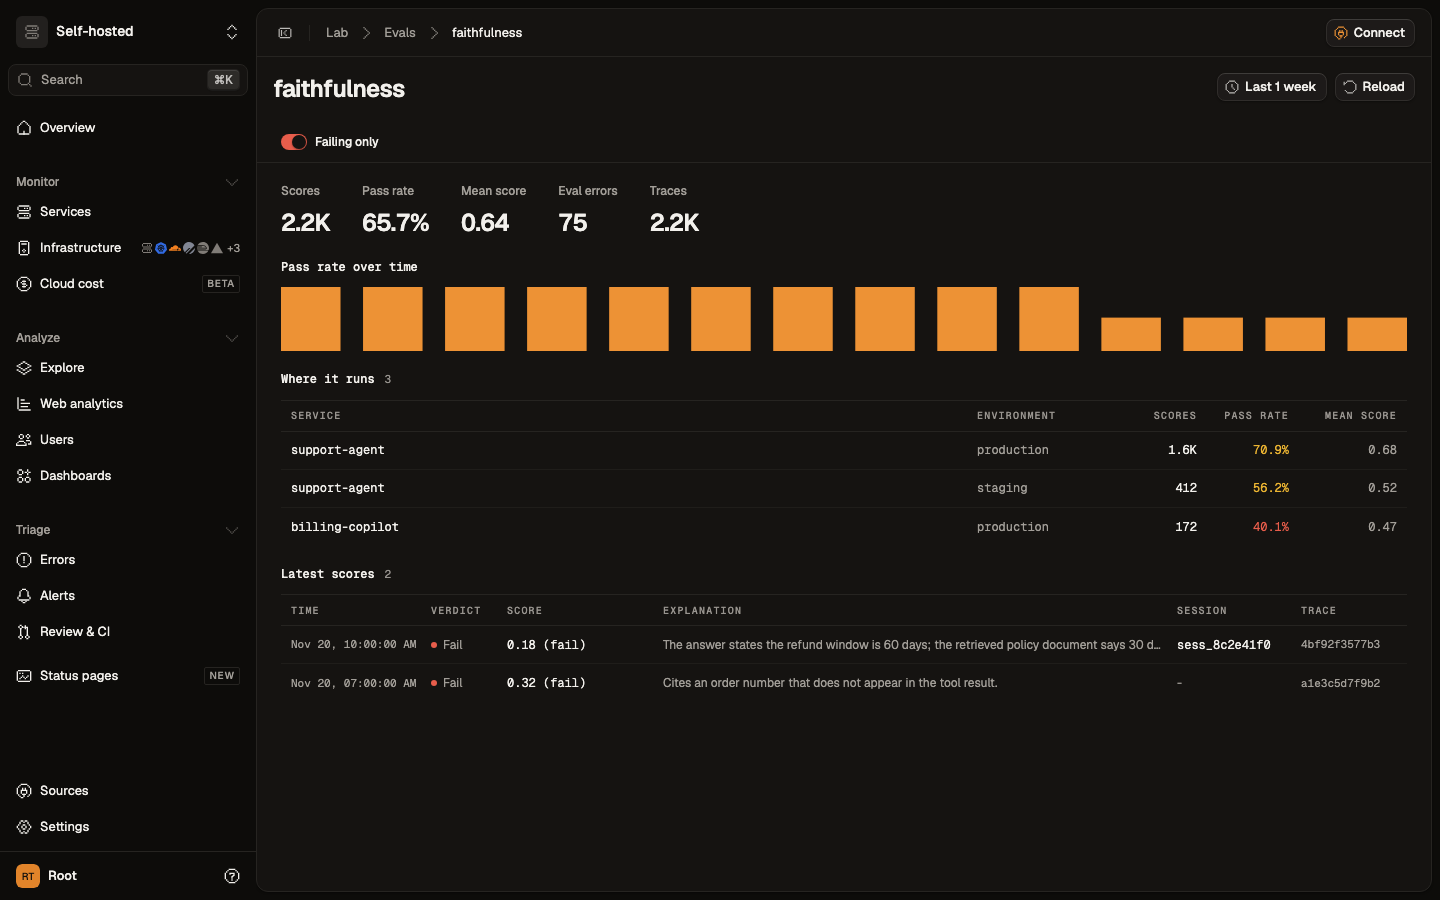 Self-hosted
Search ⌘K
Overview
Monitor
Services
Infrastructure +3
Cloud cost BETA
Analyze
Explore
Web analytics
Users
Dashboards
Triage
Errors
Alerts
Review & CI
Status pages NEW
Sources
Settings
RT Root
Lab Evals faithfulness
Connect
faithfulness
Last 1 week Reload
Failing only
Scores Pass rate Mean score Eval errors Traces
2.2K 65.7% 0.64 75 2.2K
Pass rate over time
Where it runs 3
SERVICE ENVIRONMENT SCORES PASS RATE MEAN SCORE
support-agent production 1.6K 70.9% 0.68
support-agent staging 412 56.2% 0.52
billing-copilot production 172 40.1% 0.47
Latest scores 2
TIME VERDICT SCORE EXPLANATION SESSION TRACE
Nov 20, 10:00:00 AM Fail 0.18 (fail) The answer states the refund window is 60 days; the retrieved policy document says 30 d... sess_8c2e41f0 4bf92f3577b3
Nov 20, 07:00:00 AM Fail 0.32 (fail) Cites an order number that does not appear in the tool result. - a1e3c5d7f9b2